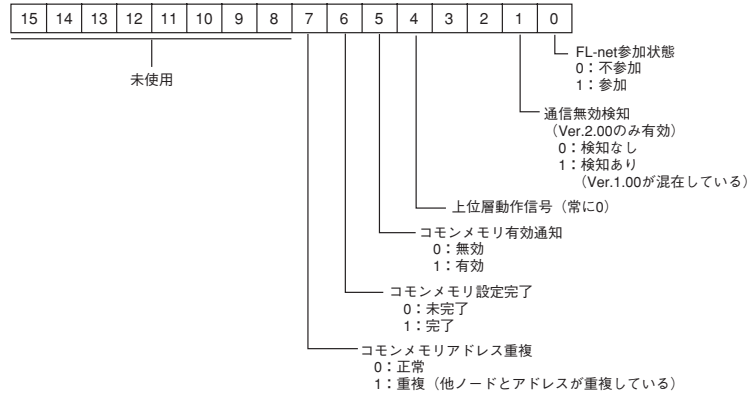 15 14 13 12 11 10 9 8 7 6 5 4 3 2 1 0
未使用
FL-net参加状態
0：不参加
1：参加
通信無効検知
（Ver.2.00のみ有効）
0：検知なし
1：検知あり
（Ver.1.00が混在している）
上位層動作信号（常に0）
コモンメモリ有効通知
0：無効
1：有効
コモンメモリ設定完了
0：未完了
1：完了
コモンメモリアドレス重複
0：正常
1：重複（他ノードとアドレスが重複している）